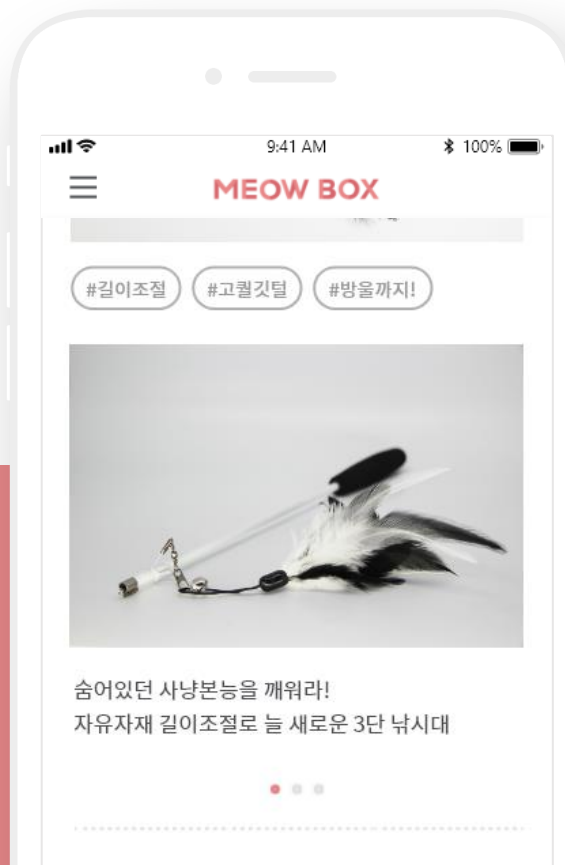 9:41 AM
100%
MEOW BOX
#길이조절 #고퀄깃털 #방울까지!
숨어있던 사냥본능을 깨워라!
자유자재 길이조절로 늘 새로운 3단 낚시대